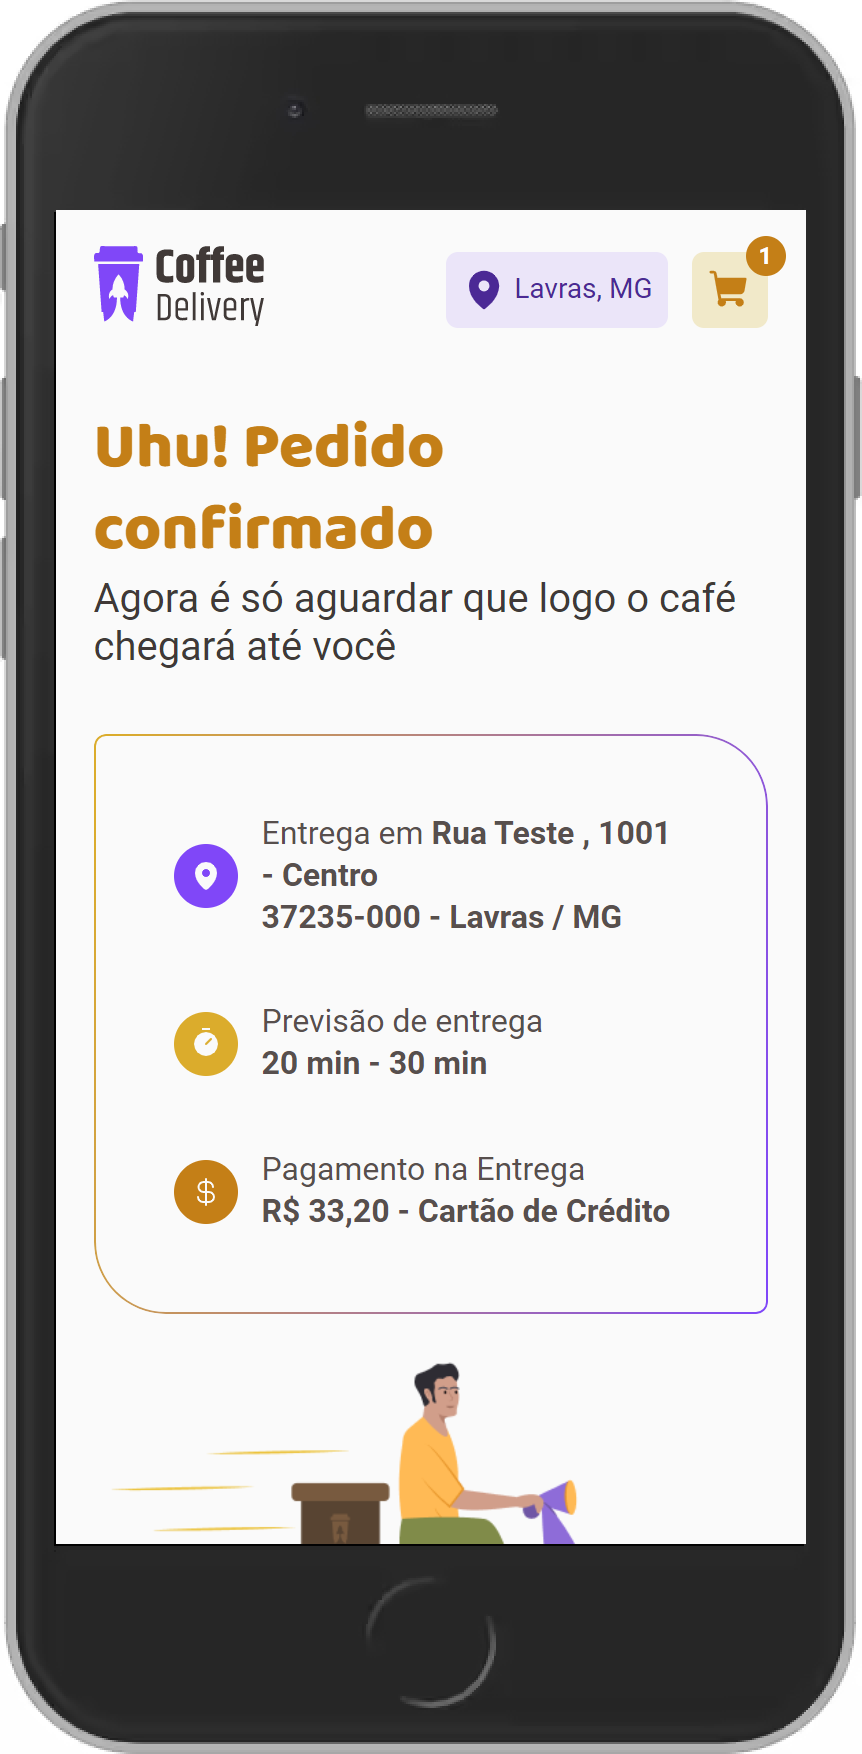 Coffee
Delivery
Lavras, MG
1
Uhu! Pedido
confirmado
Agora é só aguardar que logo o café
chegará até você
Entrega em Rua Teste , 1001
- Centro
37235-000 - Lavras / MG
Previsão de entrega
20 min - 30 min
$
Pagamento na Entrega
R$ 33,20 - Cartão de Crédito